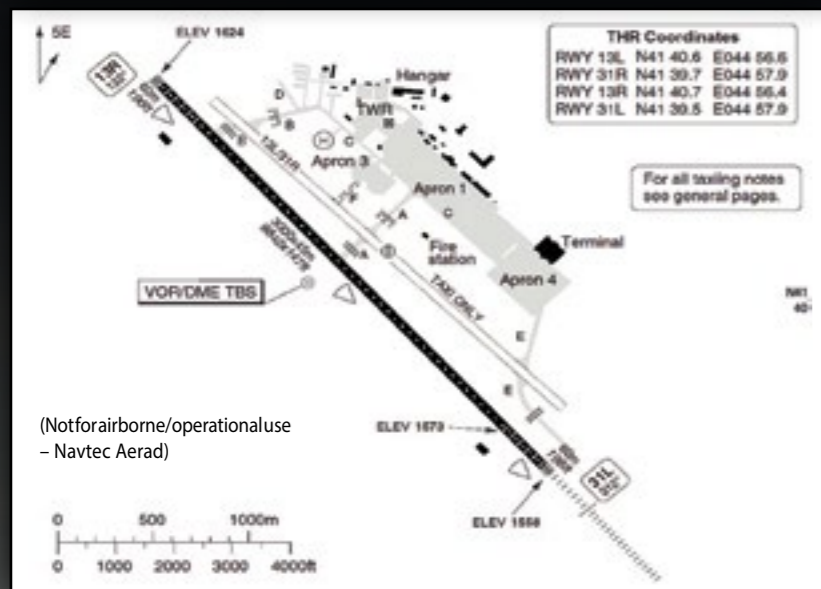 5E
ELEV 1624
13R
THR Coordinates
RWY 13L N41 40.6 E044 56.6
RWY 31R N41 39.7 E044 57.9
RWY 13R N41 40.7 E044 56.4
RWY 31L N41 39.5 E044 57.9
Hangar
TWR
D
B
C
13L/31R
Apron 3
Apron 1
For all taxiing notes
see general pages.
F
A
C
Fire
station
Terminal
Apron 4
VOR/DME TBS
TAXI ONLY
N41
40
E
E
(Notforairborne/operationaluse
– Navtec Aerad)
ELEV 1573
31L
ELEV 1558
0 500 1000m
0 1000 2000 3000 4000ft